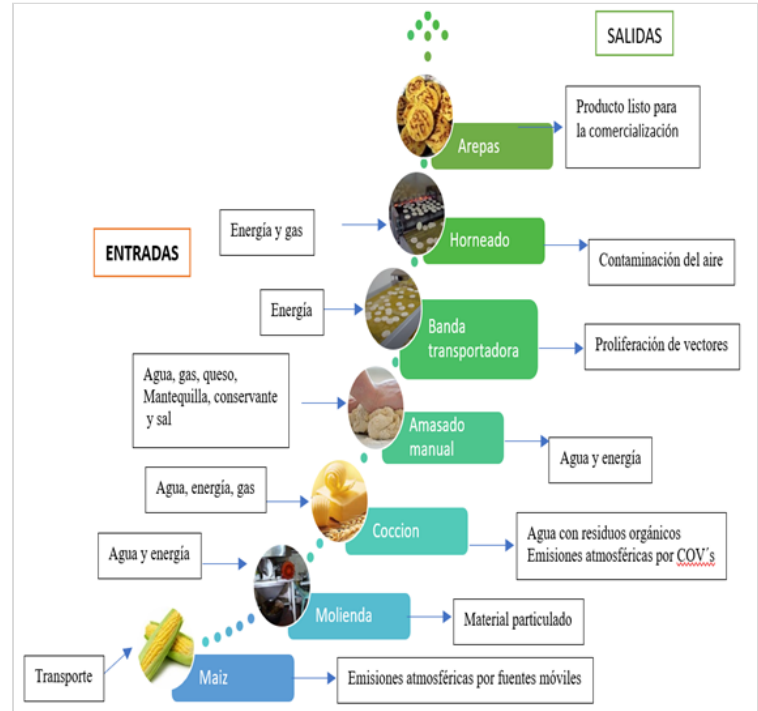 SALIDAS
Producto listo para
la comercialización
Arepas
Energía y gas
Horneado
ENTRADAS
Contaminación del aire
Energía
Banda
transportadora
Proliferación de vectores
Agua, gas, queso,
Mantequilla, conservante
y sal
Amasado
manual
Agua y energía
Agua, energía, gas
Coccion
Agua con residuos orgánicos
Emisiones atmosféricas por COV´s
Agua y energía
Molienda
Material particulado
Transporte
Maiz
Emisiones atmosféricas por fuentes móviles